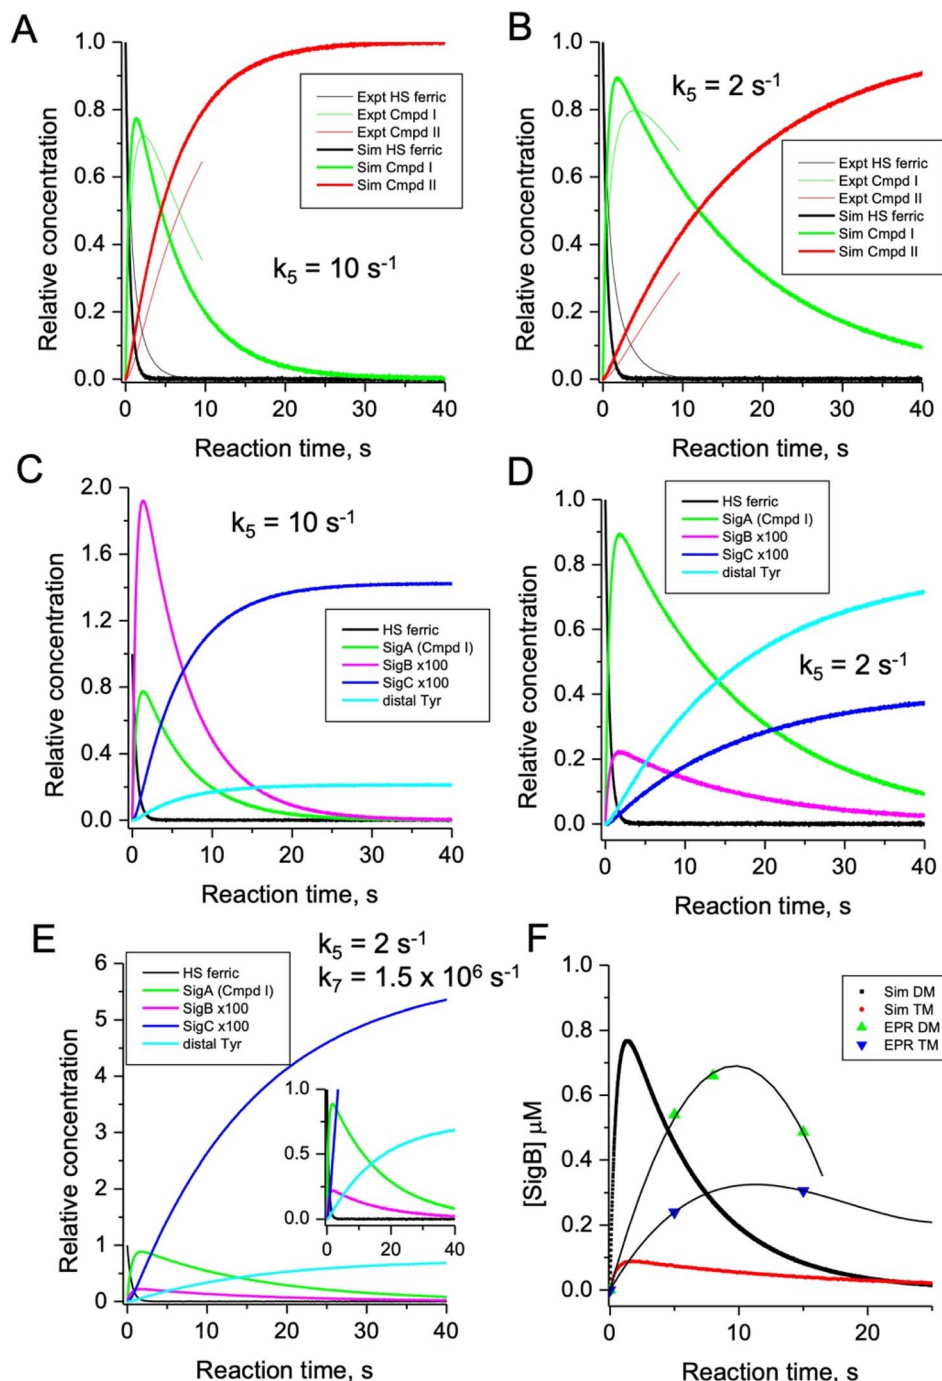 A
1.0
0.8
0.6
0.4
0.2
0.0
Relative concentration
Expt HS ferric
Expt Cmpd I
Expt Cmpd II
Sim HS ferric
Sim Cmpd I
Sim Cmpd II
k5 = 10 s-1
0 10 20 30 40
Reaction time, s
B
1.0
0.8
0.6
0.4
0.2
0.0
Relative concentration
k5 = 2 s-1
Expt HS ferric
Expt Cmpd I
Expt Cmpd II
Sim HS ferric
Sim Cmpd I
Sim Cmpd II
0 10 20 30 40
Reaction time, s
C
2.0
1.6
1.2
0.8
0.4
0.0
Relative concentration
k5 = 10 s-1
HS ferric
SigA (Cmpd I)
SigB x100
SigC x100
distal Tyr
0 10 20 30 40
Reaction time, s
D
1.0
0.8
0.6
0.4
0.2
0.0
Relative concentration
HS ferric
SigA (Cmpd I)
SigB x100
SigC x100
distal Tyr
k5 = 2 s-1
0 10 20 30 40
Reaction time, s
E
k5 = 2 s-1
k7 = 1.5 x 10^6 s-1
6
5
4
3
2
1
0
Relative concentration
HS ferric
SigA (Cmpd I)
SigB x100
SigC x100
distal Tyr
1.0
0.5
0.0
0 20 40
0 10 20 30 40
Reaction time, s
F
1.0
0.8
0.6
0.4
0.2
0.0
[SigB] μM
Sim DM
Sim TM
EPR DM
EPR TM
0 10 20
Reaction time, s